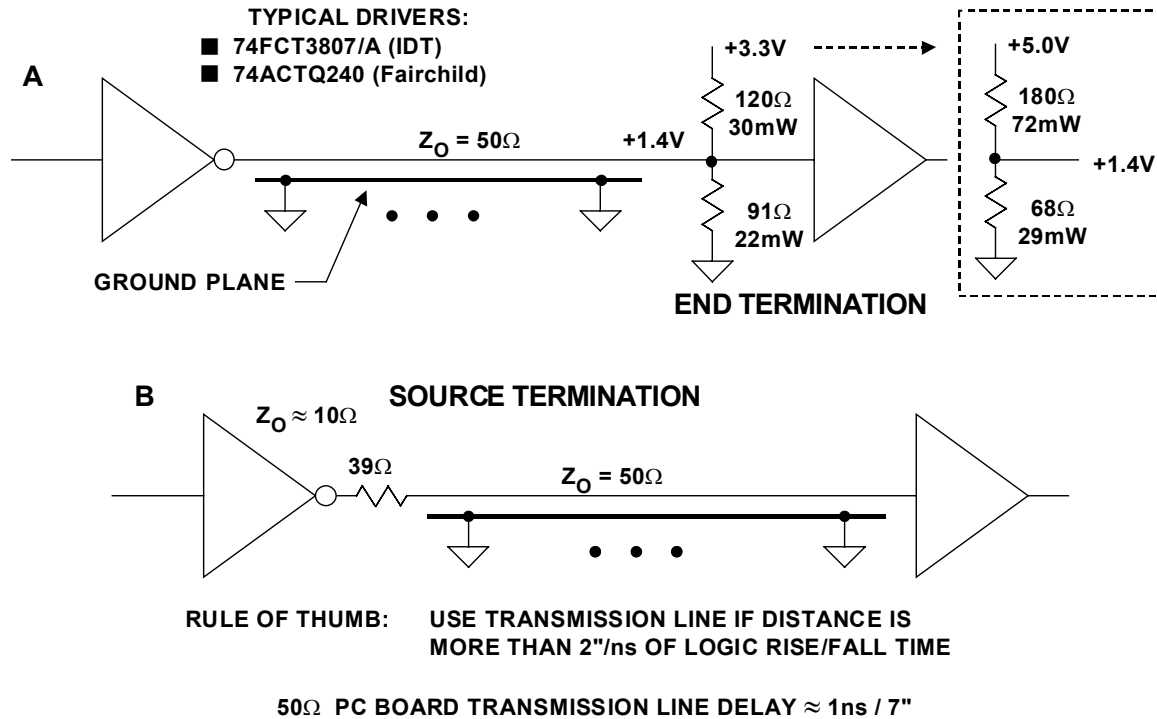 TYPICAL DRIVERS:
■ 74FCT3807/A (IDT)
■ 74ACTQ240 (Fairchild)
A
+3.3V
+5.0V
120Ω
30mW
180Ω
72mW
Z_O = 50Ω
+1.4V
+1.4V
91Ω
22mW
68Ω
29mW
GROUND PLANE
END TERMINATION
B
SOURCE TERMINATION
Z_O ≈ 10Ω
39Ω
Z_O = 50Ω
RULE OF THUMB: USE TRANSMISSION LINE IF DISTANCE IS
MORE THAN 2"/ns OF LOGIC RISE/FALL TIME
50Ω PC BOARD TRANSMISSION LINE DELAY ≈ 1ns / 7"